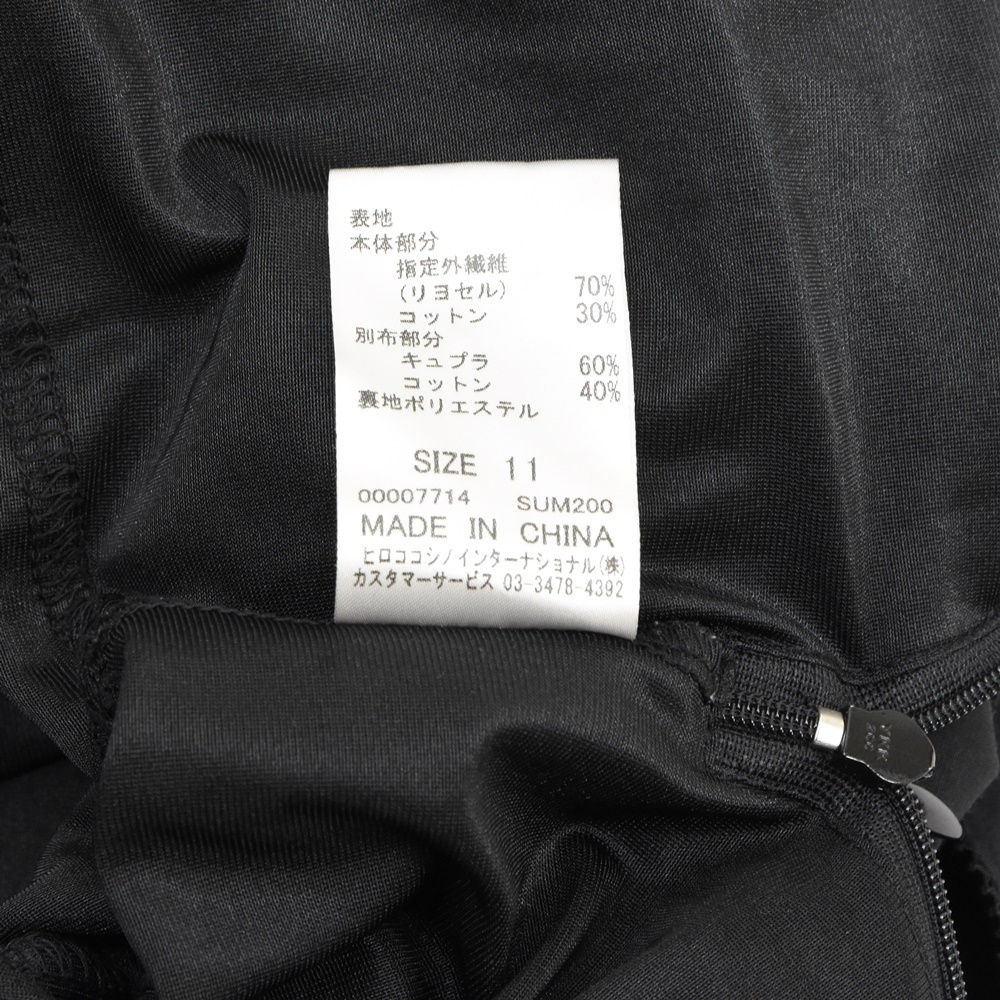 表地
本体部分
指定外繊維
(リヨセル) 70%
コットン 30%
別布部分
キュプラ 60%
コットン 40%
裏地ポリエステル
SIZE 11
00007714 SUM200
MADE IN CHINA
ヒロココシノインターナショナル(株)
カスタマーサービス 03-3478-4392
YKK